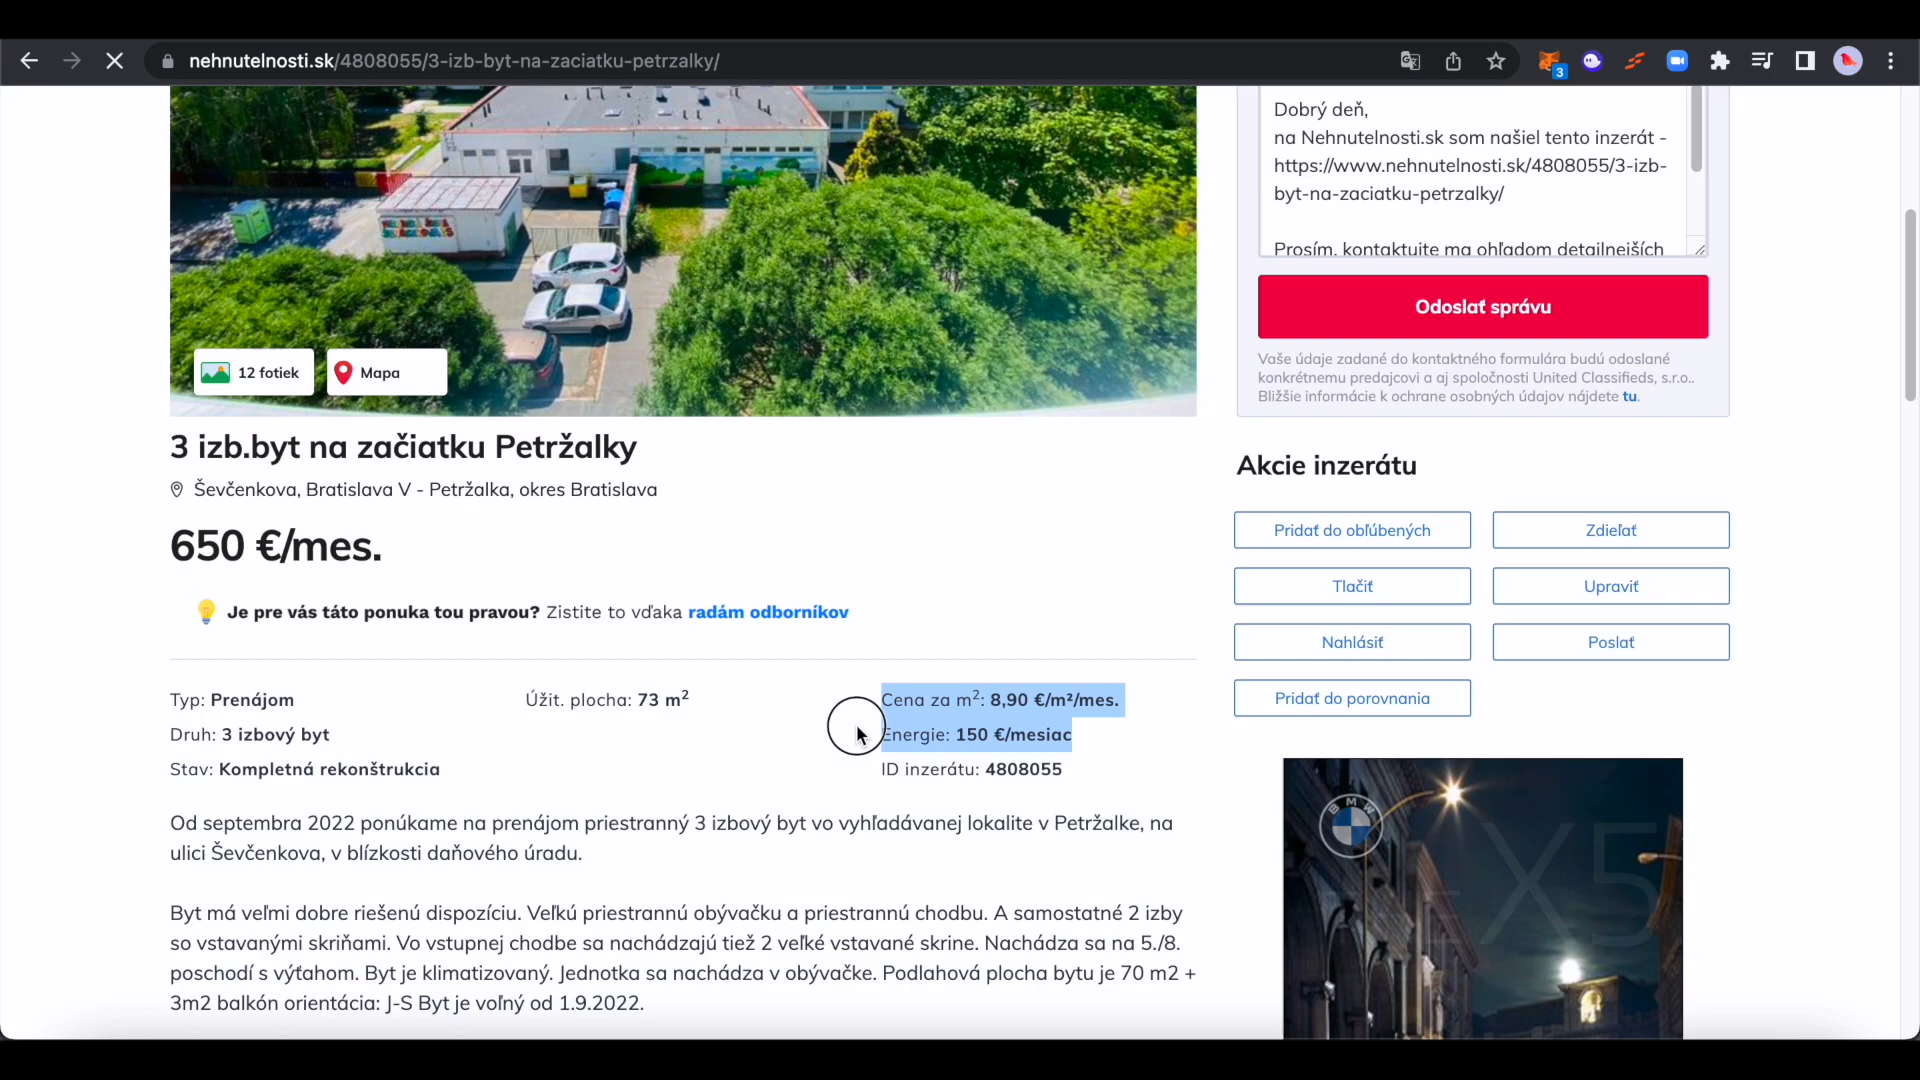 nehnutelnosti.sk/4808055/3-izb-byt-na-zaciatku-petrzalky/
3
12 fotiek
Mapa
3 izb.byt na začiatku Petržalky
Ševčenkova, Bratislava V - Petržalka, okres Bratislava
650 €/mes.
Je pre vás táto ponuka tou pravou? Zistite to vďaka radám odborníkov
Typ: Prenájom
Druh: 3 izbový byt
Stav: Kompletná rekonštrukcia
Úžit. plocha: 73 m²
Cena za m²: 8,90 €/m²/mes.
Energie: 150 €/mesiac
ID inzerátu: 4808055
Od septembra 2022 ponúkame na prenájom priestranný 3 izbový byt vo vyhľadávanej lokalite v Petržalke, na
ulici Ševčenkova, v blízkosti daňového úradu.
Byt má veľmi dobre riešenú dispozíciu. Veľkú priestrannú obývačku a priestrannú chodbu. A samostatné 2 izby
so vstavanými skriňami. Vo vstupnej chodbe sa nachádzajú tiež 2 veľké vstavané skrine. Nachádza sa na 5./8.
poschodí s výťahom. Byt je klimatizovaný. Jednotka sa nachádza v obývačke. Podlahová plocha bytu je 70 m2 +
3m2 balkón orientácia: J-S Byt je voľný od 1.9.2022.
Dobrý deň,
na Nehnutelnosti.sk som našiel tento inzerát -
https://www.nehnutelnosti.sk/4808055/3-izb-
byt-na-zaciatku-petrzalky/
Prosím, kontaktujte ma ohľadom detailnejších
Odoslať správu
Vaše údaje zadané do kontaktného formulára budú odoslané
konkrétnemu predajcovi a aj spoločnosti United Classifieds, s.r.o..
Bližšie informácie k ochrane osobných údajov nájdete tu.
Akcie inzerátu
Pridať do obľúbených
Zdieľať
Tlačiť
Upraviť
Nahlásiť
Poslať
Pridať do porovnania
BMW
THE X5